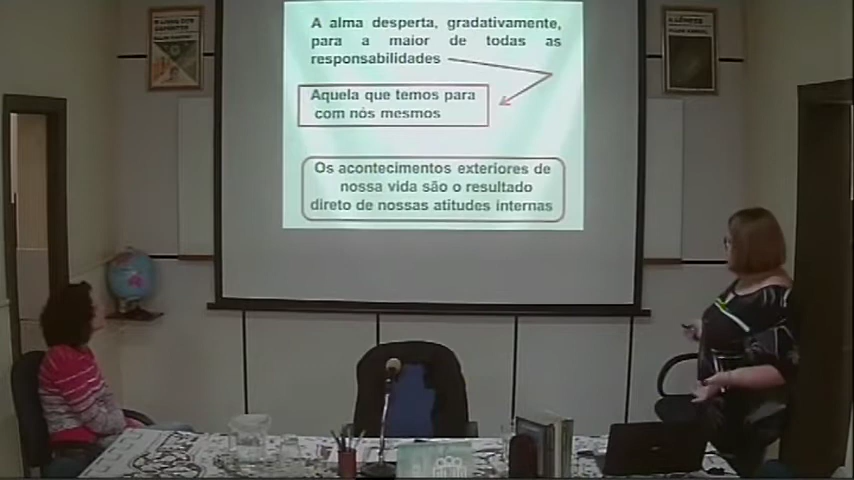 A alma desperta, gradativamente,
para a maior de todas as
responsabilidades
Aquela que temos para
com nós mesmos
Os acontecimentos exteriores de
nossa vida são o resultado
direto de nossas atitudes internas